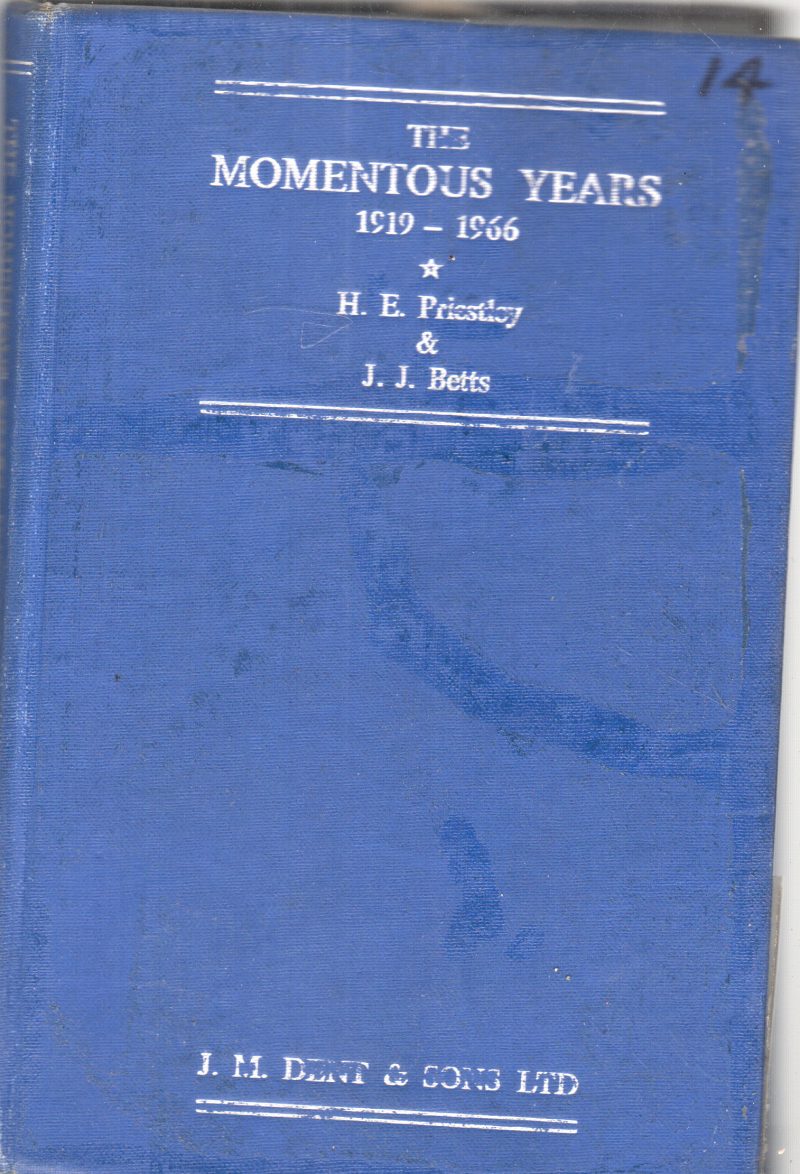 14
THE
MOMENTOUS YEARS
1919 – 1966
H. E. Priestley
&
J. J. Betts
J. M. DENT & SONS LTD